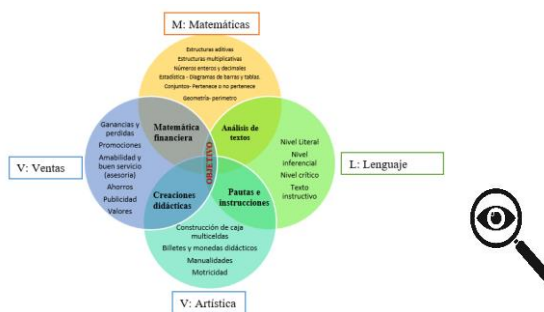 M: Matemáticas
Estructuras aditivas
Estructuras multiplicativas
Números enteros y decimales
Estadística - Diagramas de barras y tablas
Conjuntos- Pertenece o no pertenece
Geometría- perímetro
Matemática
financiera
Análisis de
textos
Ganancias y
perdidas
Promociones
Amabilidad y
buen servicio
(asesoría)
Ahorros
Publicidad
Valores
V: Ventas
OBJETIVO
Nivel Literal
Nivel
inferencial
Nivel crítico
Texto
instructivo
L: Lenguaje
Creaciones
didácticas
Pautas e
instrucciones
Construcción de caja
multiceldas
Billetes y monedas didácticos
Manualidades
Motricidad
V: Artística